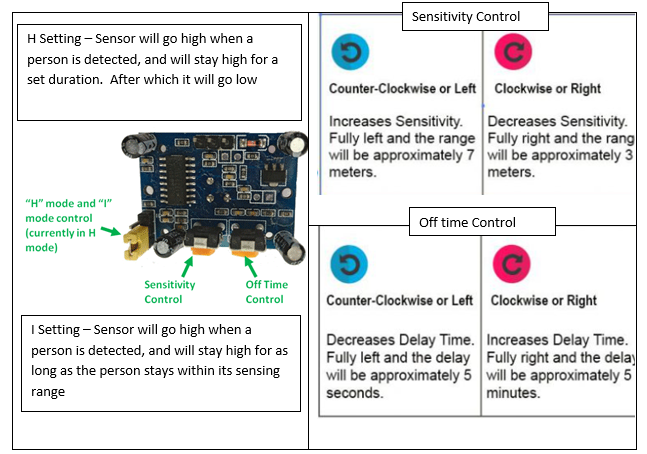 H Setting – Sensor will go high when a
person is detected, and will stay high for a
set duration.  After which it will go low
"H" mode and "I"
mode control
(currently in H
mode)
Sensitivity
Control
Off Time
Control
I Setting – Sensor will go high when a
person is detected, and will stay high for as
long as the person stays within its sensing
range
Sensitivity Control
Counter-Clockwise or Left
Increases Sensitivity.
Fully left and the range
will be approximately 7
meters.
Clockwise or Right
Decreases Sensitivity.
Fully right and the rang
will be approximately 3
meters.
Off time Control
Counter-Clockwise or Left
Decreases Delay Time.
Fully left and the delay
will be approximately 5
seconds.
Clockwise or Right
Increases Delay Time.
Fully right and the delay
will be approximately 5
minutes.